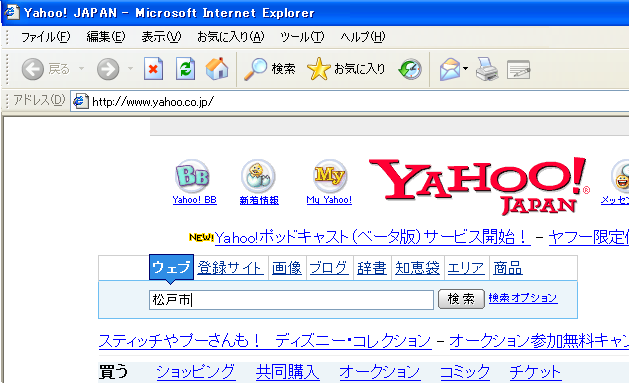 Yahoo! JAPAN - Microsoft Internet Explorer
ファイル(F) 編集(E) 表示(V) お気に入り(A) ツール(T) ヘルプ(H)
戻る 検索 お気に入り
アドレス(D) http://www.yahoo.co.jp/
BB My YAHOO! JAPAN
Yahoo! BB 新着情報 My Yahoo! メッセン
NEW! Yahoo!ポッドキャスト(ベータ版)サービス開始! - ヤフー限定
ウェブ 登録サイト 画像 ブログ 辞書 知恵袋 エリア 商品
松戸市 検索 検索オプション
スティッチやプーさんも! ディズニー・コレクション - オークション参加無料キャン
買う ショッピング 共同購入 オークション コミック チケット